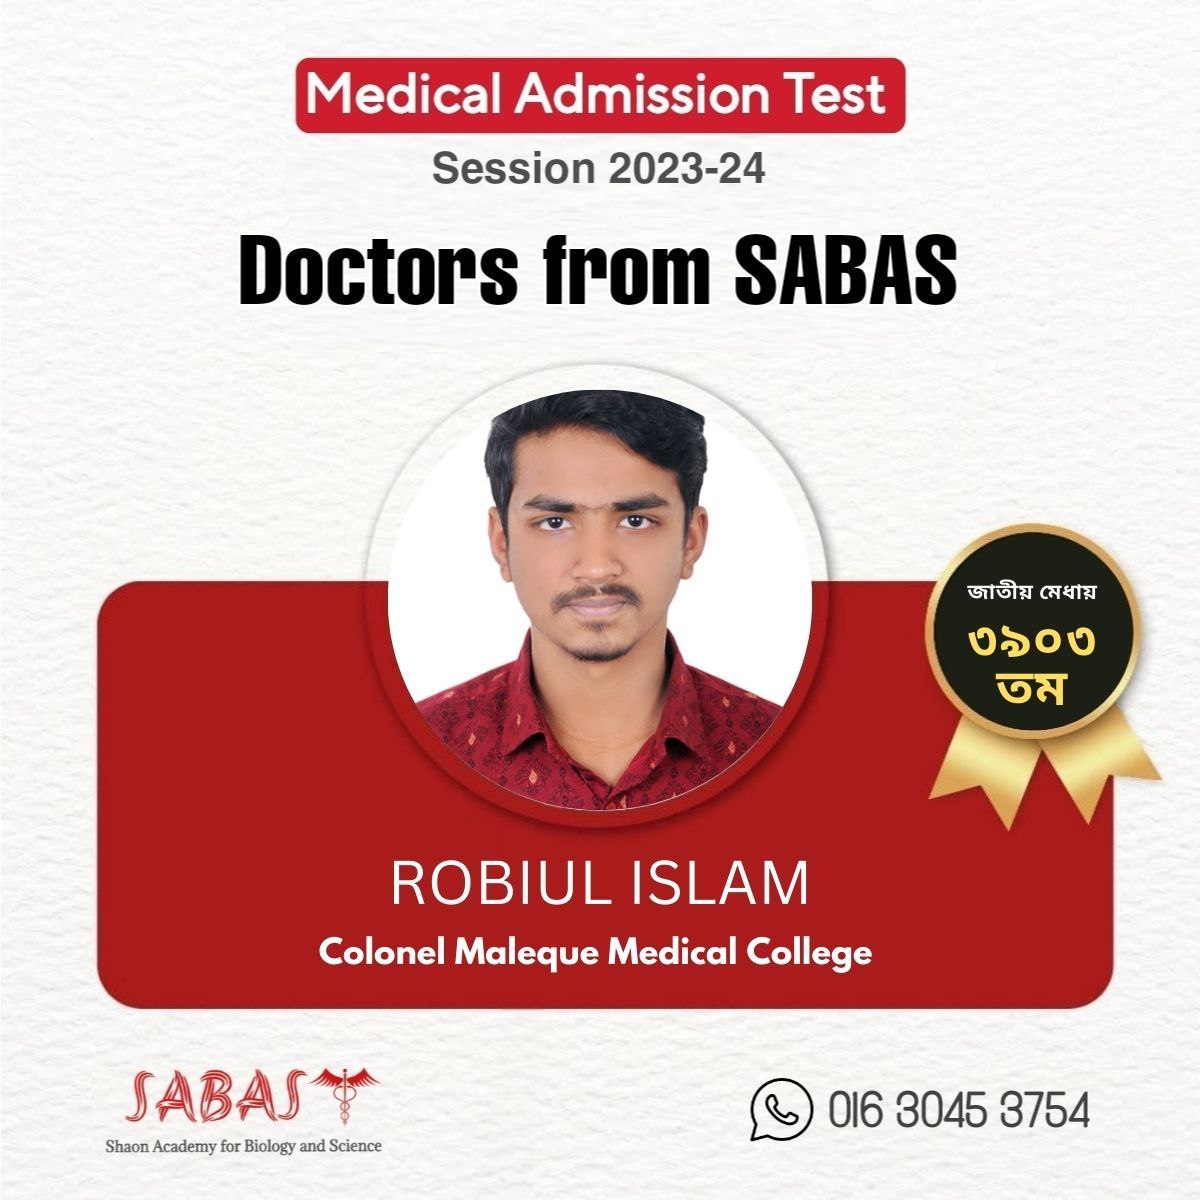 Medical Admission Test
Session 2023-24
Doctors from SABAS
জাতীয় মেধায়
৩৯০৩
তম
ROBIUL ISLAM
Colonel Maleque Medical College
SABAS
Shaon Academy for Biology and Science
016 3045 3754